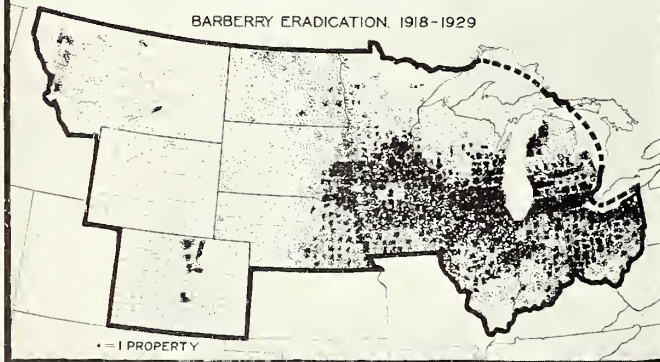 BARBERRY ERADICATION, 1918-1929
• = 1 PROPERTY